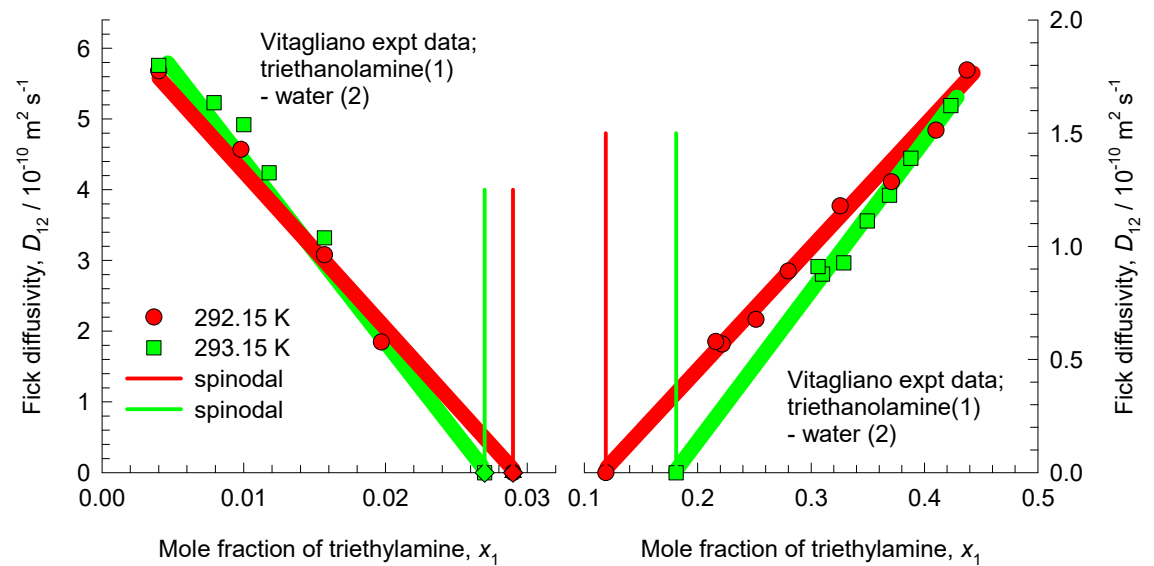 Vitagliano expt data;
triethanolamine(1)
- water (2)
292.15 K
293.15 K
spinodal
spinodal
Fick diffusivity, D12 / 10-10 m2 s-1
6
5
4
3
2
1
0
0.00
0.01
0.02
0.03
Mole fraction of triethylamine, x1
Vitagliano expt data;
triethanolamine(1)
- water (2)
Fick diffusivity, D12 / 10-10 m2 s-1
2.0
1.5
1.0
0.5
0.0
0.1
0.2
0.3
0.4
0.5
Mole fraction of triethylamine, x1